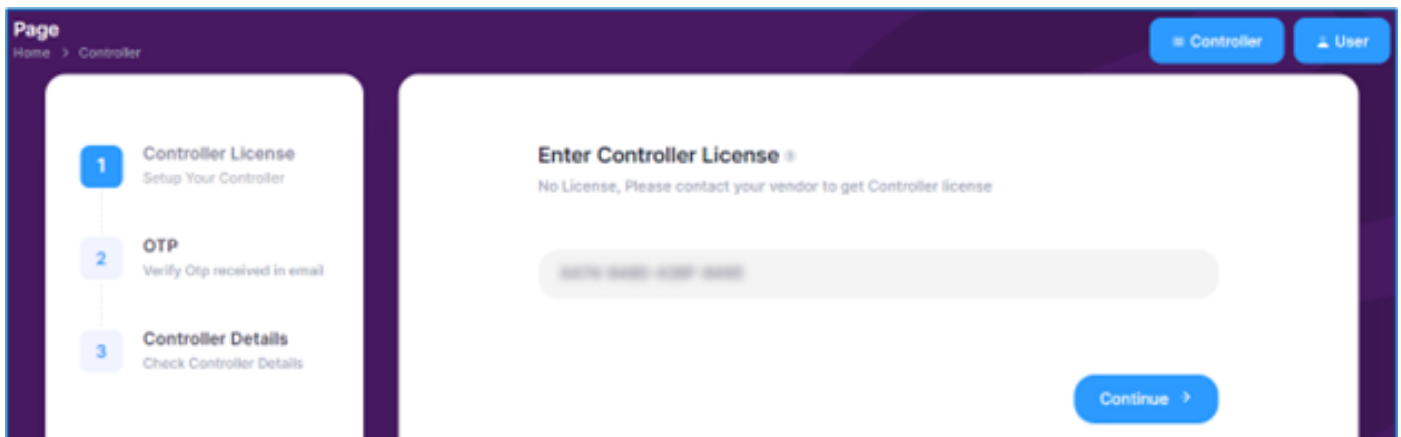 Page
Home > Controller
Controller
User
1
Controller License
Setup Your Controller
2
OTP
Verify Otp received in email
3
Controller Details
Check Controller Details
Enter Controller License
No License, Please contact your vendor to get Controller license
Continue